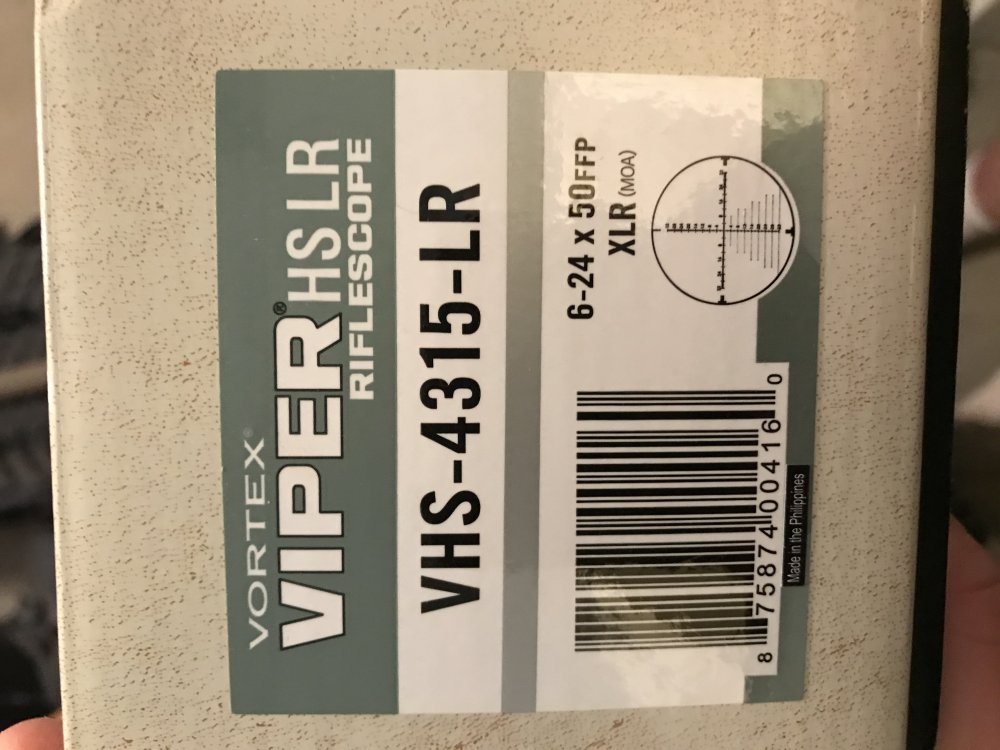 VORTEX®
VIPER® HS LR
RIFLESCOPE
VHS-4315-LR
6-24 x 50FFP
XLR (MOA)
8 75874 00416 0
Made in the Philippines